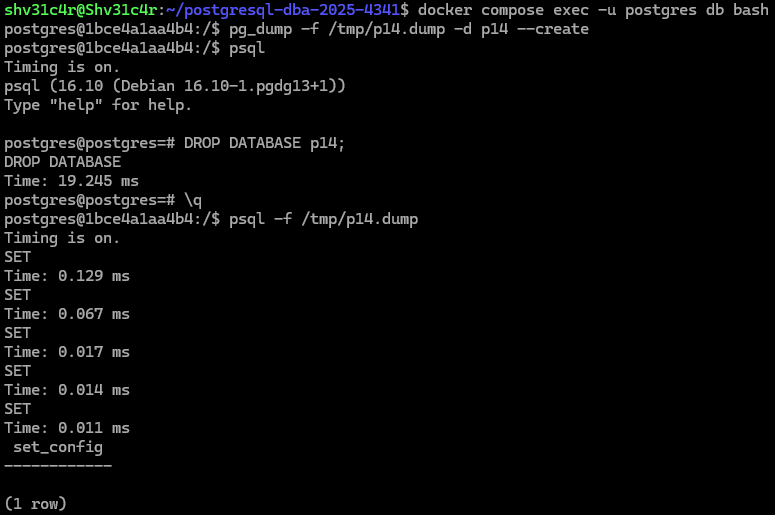 shv31c4r@Shv31c4r:~/postgresql-dba-2025-4341$ docker compose exec -u postgres db bash
postgres@1bce4a1aa4b4:/$ pg_dump -f /tmp/p14.dump -d p14 --create
postgres@1bce4a1aa4b4:/$ psql
Timing is on.
psql (16.10 (Debian 16.10-1.pgdg13+1))
Type "help" for help.

postgres@postgres=# DROP DATABASE p14;
DROP DATABASE
Time: 19.245 ms
postgres@postgres=# \q
postgres@1bce4a1aa4b4:/$ psql -f /tmp/p14.dump
Timing is on.
SET
Time: 0.129 ms
SET
Time: 0.067 ms
SET
Time: 0.017 ms
SET
Time: 0.014 ms
SET
Time: 0.011 ms
 set_config
------------

(1 row)